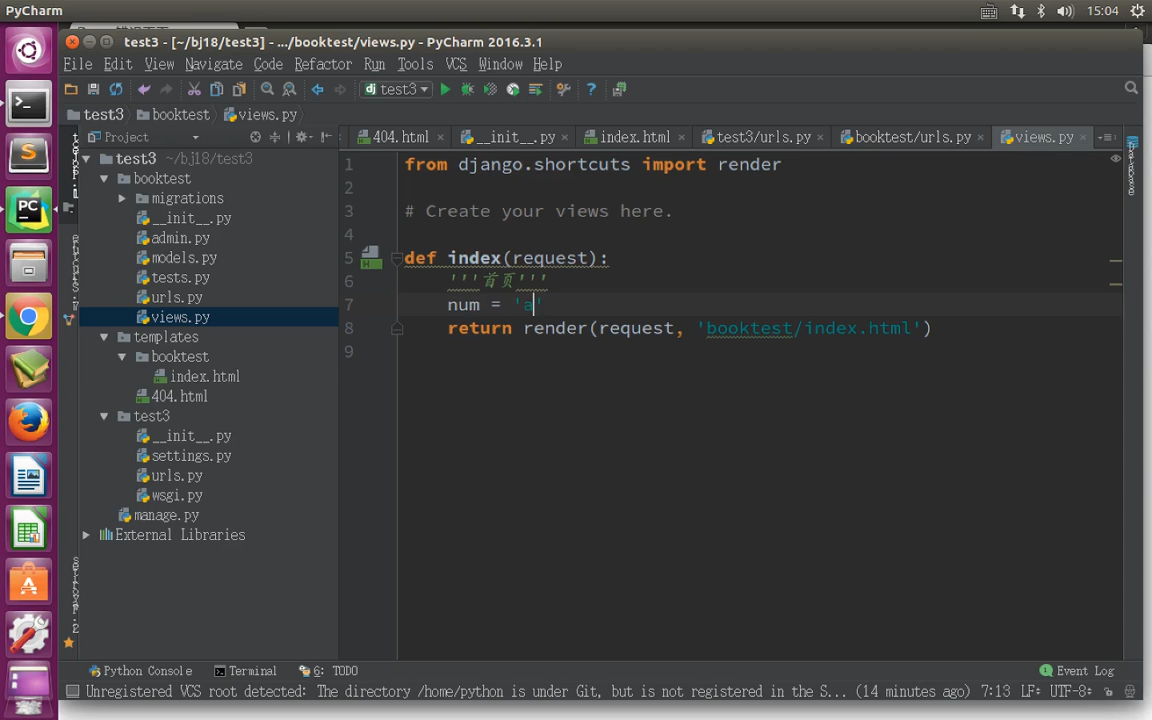 PyCharm
15:04
test3 - [~/bj18/test3] - .../booktest/views.py - PyCharm 2016.3.1
File Edit View Navigate Code Refactor Run Tools VCS Window Help
dj test3
test3 booktest views.py
Project
404.html __init__.py index.html test3/urls.py booktest/urls.py views.py
test3 ~/bj18/test3
booktest
migrations
__init__.py
admin.py
models.py
tests.py
urls.py
views.py
templates
booktest
index.html
404.html
test3
__init__.py
settings.py
urls.py
wsgi.py
manage.py
External Libraries
1 from django.shortcuts import render
2
3 # Create your views here.
4
5 def index(request):
6 '''首页'''
7 num = 'a'
8 return render(request, 'booktest/index.html')
9
Python Console Terminal 6: TODO Event Log
Unregistered VCS root detected: The directory /home/python is under Git, but is not registered in the S... (14 minutes ago) 7:13 LF÷ UTF-8÷